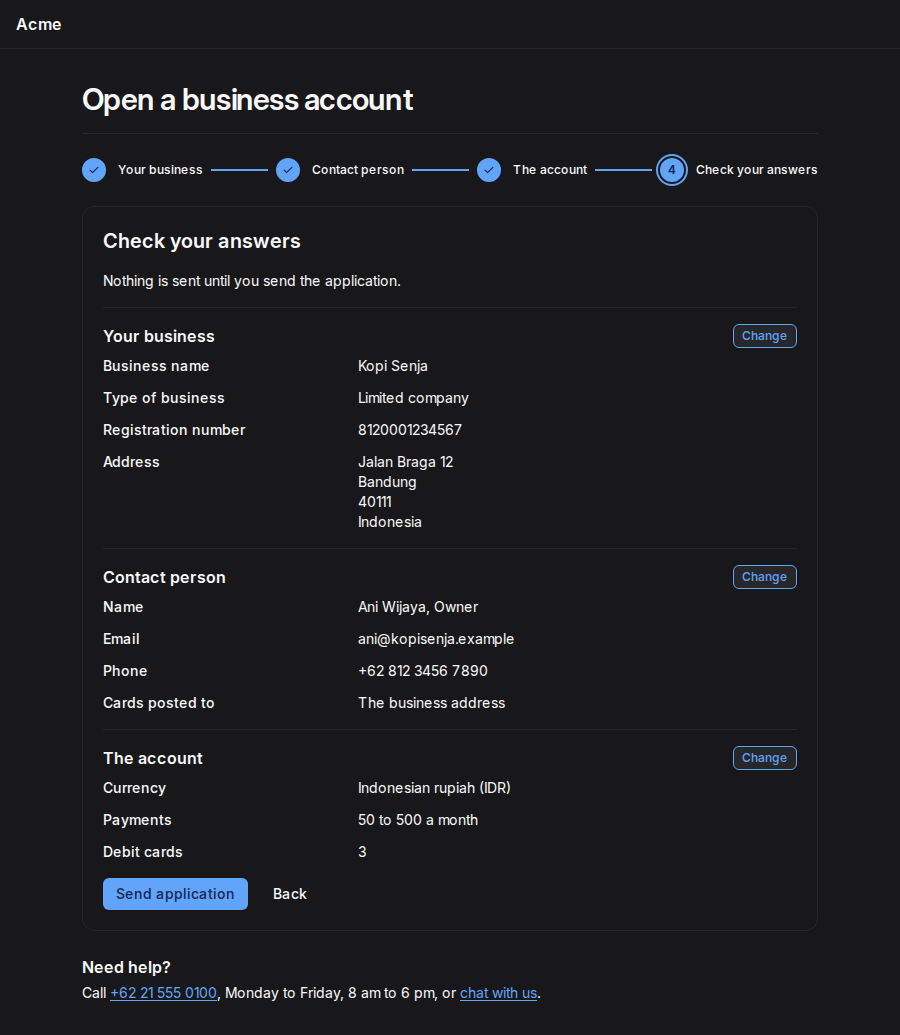 Acme
Open a business account
Your business
Contact person
The account
4
Check your answers
Check your answers
Nothing is sent until you send the application.
Your business
Change
Business name
Kopi Senja
Type of business
Limited company
Registration number
8120001234567
Address
Jalan Braga 12
Bandung
40111
Indonesia
Contact person
Change
Name
Ani Wijaya, Owner
Email
ani@kopisenja.example
Phone
+62 812 3456 7890
Cards posted to
The business address
The account
Change
Currency
Indonesian rupiah (IDR)
Payments
50 to 500 a month
Debit cards
3
Send application
Back
Need help?
Call +62 21 555 0100, Monday to Friday, 8 am to 6 pm, or chat with us.